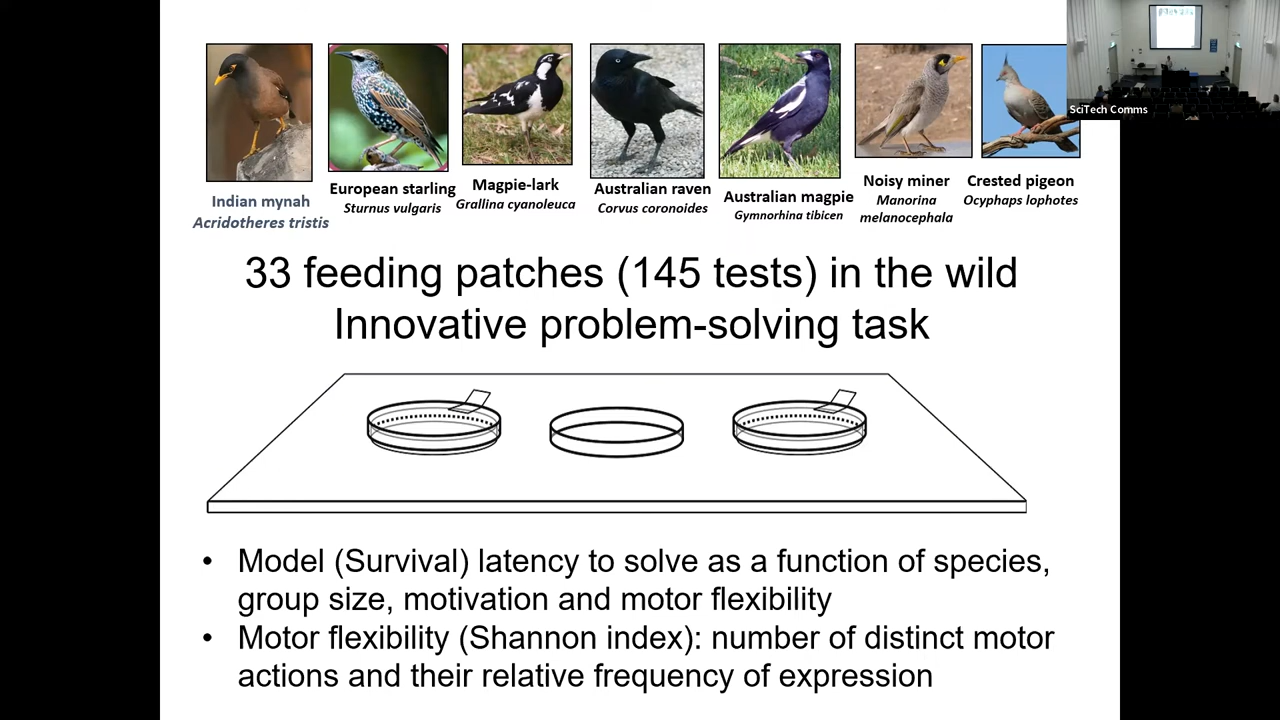 SciTech Comms
Indian mynah
Acridotheres tristis
European starling
Sturnus vulgaris
Magpie-lark
Grallina cyanoleuca
Australian raven
Corvus coronoides
Australian magpie
Gymnorhina tibicen
Noisy miner
Manorina
melanocephala
Crested pigeon
Ocyphaps lophotes
33 feeding patches (145 tests) in the wild
Innovative problem-solving task
• Model (Survival) latency to solve as a function of species,
group size, motivation and motor flexibility
• Motor flexibility (Shannon index): number of distinct motor
actions and their relative frequency of expression